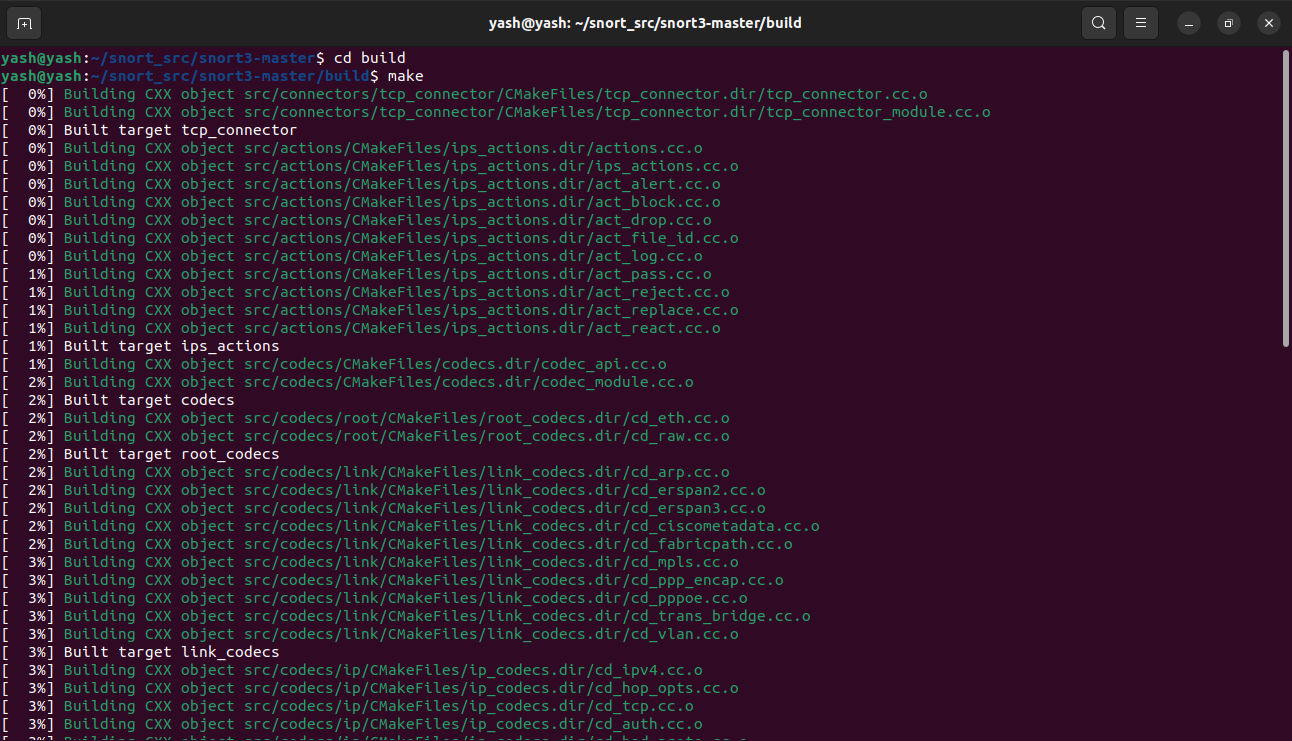 yash@yash: ~/snort_src/snort3-master/build
yash@yash:~/snort_src/snort3-master$ cd build
yash@yash:~/snort_src/snort3-master/build$ make
[  0%] Building CXX object src/connectors/tcp_connector/CMakeFiles/tcp_connector.dir/tcp_connector.cc.o
[  0%] Building CXX object src/connectors/tcp_connector/CMakeFiles/tcp_connector.dir/tcp_connector_module.cc.o
[  0%] Built target tcp_connector
[  0%] Building CXX object src/actions/CMakeFiles/ips_actions.dir/actions.cc.o
[  0%] Building CXX object src/actions/CMakeFiles/ips_actions.dir/ips_actions.cc.o
[  0%] Building CXX object src/actions/CMakeFiles/ips_actions.dir/act_alert.cc.o
[  0%] Building CXX object src/actions/CMakeFiles/ips_actions.dir/act_block.cc.o
[  0%] Building CXX object src/actions/CMakeFiles/ips_actions.dir/act_drop.cc.o
[  0%] Building CXX object src/actions/CMakeFiles/ips_actions.dir/act_file_id.cc.o
[  0%] Building CXX object src/actions/CMakeFiles/ips_actions.dir/act_log.cc.o
[  1%] Building CXX object src/actions/CMakeFiles/ips_actions.dir/act_pass.cc.o
[  1%] Building CXX object src/actions/CMakeFiles/ips_actions.dir/act_reject.cc.o
[  1%] Building CXX object src/actions/CMakeFiles/ips_actions.dir/act_replace.cc.o
[  1%] Building CXX object src/actions/CMakeFiles/ips_actions.dir/act_react.cc.o
[  1%] Built target ips_actions
[  1%] Building CXX object src/codecs/CMakeFiles/codecs.dir/codec_api.cc.o
[  2%] Building CXX object src/codecs/CMakeFiles/codecs.dir/codec_module.cc.o
[  2%] Built target codecs
[  2%] Building CXX object src/codecs/root/CMakeFiles/root_codecs.dir/cd_eth.cc.o
[  2%] Building CXX object src/codecs/root/CMakeFiles/root_codecs.dir/cd_raw.cc.o
[  2%] Built target root_codecs
[  2%] Building CXX object src/codecs/link/CMakeFiles/link_codecs.dir/cd_arp.cc.o
[  2%] Building CXX object src/codecs/link/CMakeFiles/link_codecs.dir/cd_erspan2.cc.o
[  2%] Building CXX object src/codecs/link/CMakeFiles/link_codecs.dir/cd_erspan3.cc.o
[  2%] Building CXX object src/codecs/link/CMakeFiles/link_codecs.dir/cd_ciscometadata.cc.o
[  2%] Building CXX object src/codecs/link/CMakeFiles/link_codecs.dir/cd_fabricpath.cc.o
[  3%] Building CXX object src/codecs/link/CMakeFiles/link_codecs.dir/cd_mpls.cc.o
[  3%] Building CXX object src/codecs/link/CMakeFiles/link_codecs.dir/cd_ppp_encap.cc.o
[  3%] Building CXX object src/codecs/link/CMakeFiles/link_codecs.dir/cd_pppoe.cc.o
[  3%] Building CXX object src/codecs/link/CMakeFiles/link_codecs.dir/cd_trans_bridge.cc.o
[  3%] Building CXX object src/codecs/link/CMakeFiles/link_codecs.dir/cd_vlan.cc.o
[  3%] Built target link_codecs
[  3%] Building CXX object src/codecs/ip/CMakeFiles/ip_codecs.dir/cd_ipv4.cc.o
[  3%] Building CXX object src/codecs/ip/CMakeFiles/ip_codecs.dir/cd_hop_opts.cc.o
[  3%] Building CXX object src/codecs/ip/CMakeFiles/ip_codecs.dir/cd_tcp.cc.o
[  3%] Building CXX object src/codecs/ip/CMakeFiles/ip_codecs.dir/cd_auth.cc.o